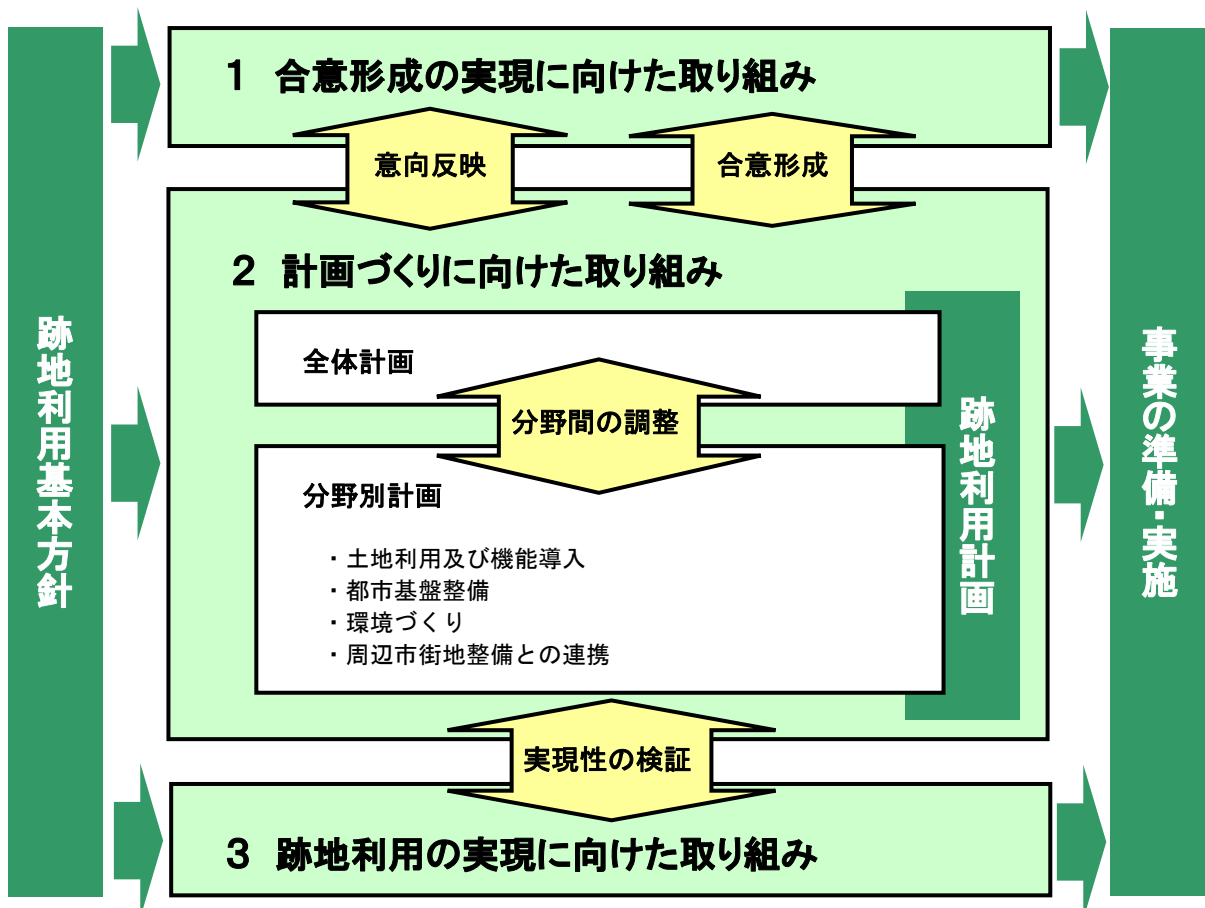 跡地利用基本方針
1 合意形成の実現に向けた取り組み
意向反映
合意形成
2 計画づくりに向けた取り組み
全体計画
分野間の調整
分野別計画
・土地利用及び機能導入
・都市基盤整備
・環境づくり
・周辺市街地整備との連携
跡地利用計画
実現性の検証
3 跡地利用の実現に向けた取り組み
事業の準備・実施